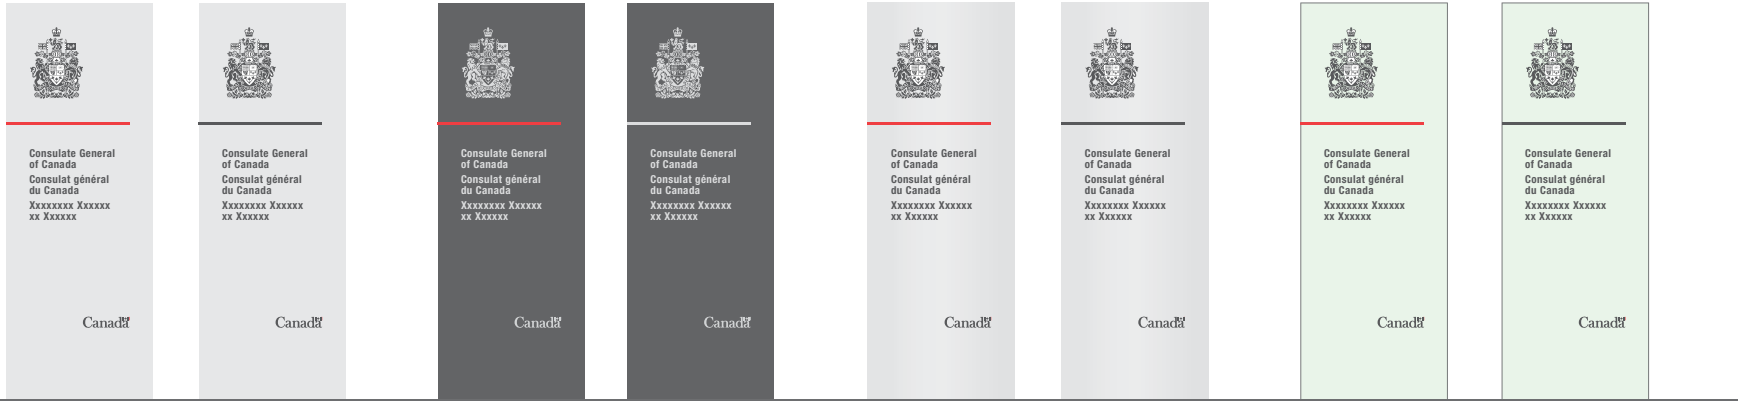 Consulate General
of Canada
Consulat général
du Canada
Xxxxxxxx Xxxxxx
xx Xxxxxx
Canada
Consulate General
of Canada
Consulat général
du Canada
Xxxxxxxx Xxxxxx
xx Xxxxxx
Canada
Consulate General
of Canada
Consulat général
du Canada
Xxxxxxxx Xxxxxx
xx Xxxxxx
Canada
Consulate General
of Canada
Consulat général
du Canada
Xxxxxxxx Xxxxxx
xx Xxxxxx
Canada
Consulate General
of Canada
Consulat général
du Canada
Xxxxxxxx Xxxxxx
xx Xxxxxx
Canada
Consulate General
of Canada
Consulat général
du Canada
Xxxxxxxx Xxxxxx
xx Xxxxxx
Canada
Consulate General
of Canada
Consulat général
du Canada
Xxxxxxxx Xxxxxx
xx Xxxxxx
Canada
Consulate General
of Canada
Consulat général
du Canada
Xxxxxxxx Xxxxxx
xx Xxxxxx
Canada